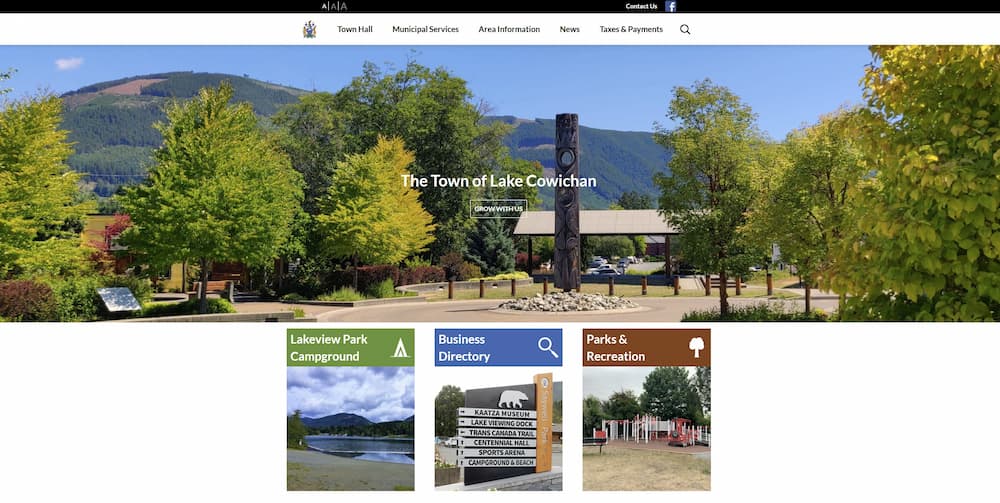 A|A|A
Contact Us
Town Hall
Municipal Services
Area Information
News
Taxes & Payments
The Town of Lake Cowichan
GROW WITH US
Lakeview Park
Campground
Business
Directory
Parks &
Recreation
KAATZA MUSEUM
LAKE VIEWING DOCK
TRANS CANADA TRAIL
CENTENNIAL HALL
SPORTS ARENA
CAMPGROUND & BEACH